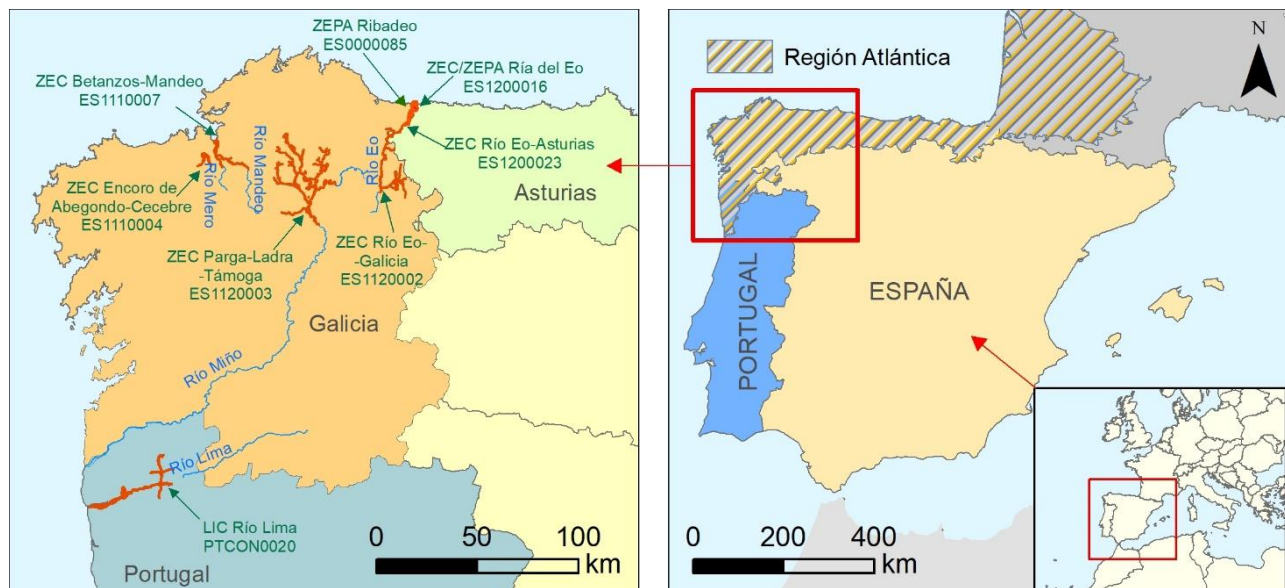 ZEPA Ribadeo
ES0000085
ZEC/ZEPA Ría del Eo
ES1200016
ZEC Betanzos-Mandeo
ES1110007
ZEC Río Eo-Asturias
ES1200023
Río Mandeo
Río Eo
Río Mero
Asturias
ZEC Encoro de
Abegondo-Cecebre
ES1110004
ZEC Parga-Ladra
-Támoga
ES1120003
ZEC Río Eo-
-Galicia
ES1120002
Galicia
Río Miño
Río Lima
LIC Río Lima
PTCON0020
Portugal
0 50 100
km
Región Atlántica
N
PORTUGAL
ESPAÑA
0 200 400
km